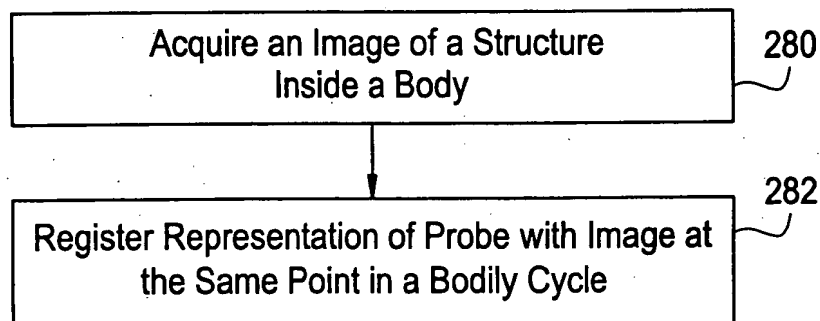 Acquire an Image of a Structure
Inside a Body
280
Register Representation of Probe with Image at
the Same Point in a Bodily Cycle
282